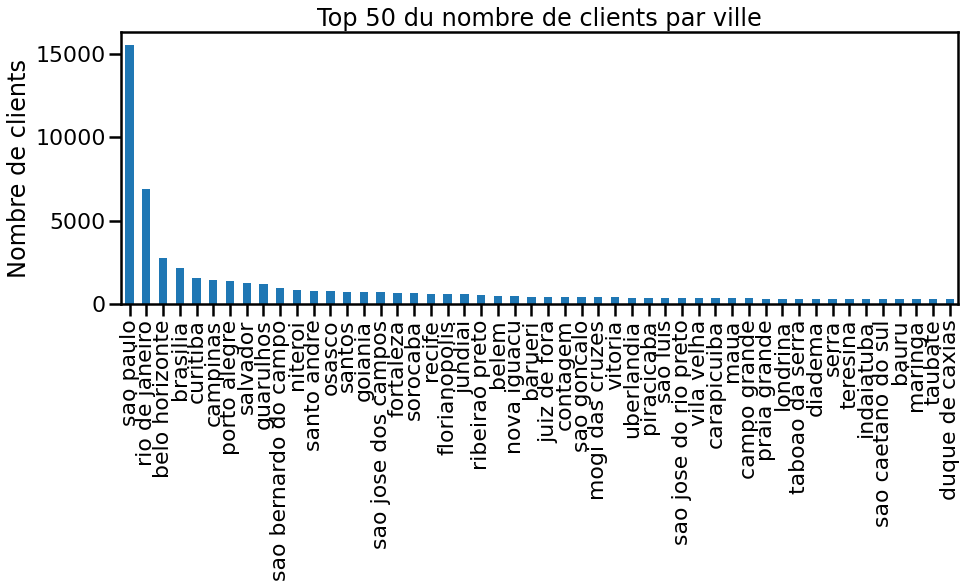 Top 50 du nombre de clients par ville
Nombre de clients
15000
10000
5000
0
sao paulo
rio de janeiro
belo horizonte
brasilia
curitiba
campinas
porto alegre
salvador
guarulhos
sao bernardo do campo
niteroi
santo andre
osasco
santos
goiania
sao jose dos campos
fortaleza
sorocaba
recife
florianopolis
jundiai
ribeirao preto
belem
nova iguacu
barueri
juiz de fora
contagem
sao goncalo
mogi das cruzes
vitoria
uberlandia
piracicaba
sao luis
sao jose do rio preto
vila velha
carapicuiba
maua
campo grande
praia grande
londrina
taboao da serra
diadema
serra
teresina
indaiatuba
sao caetano do sul
bauru
maringa
taubate
duque de caxias